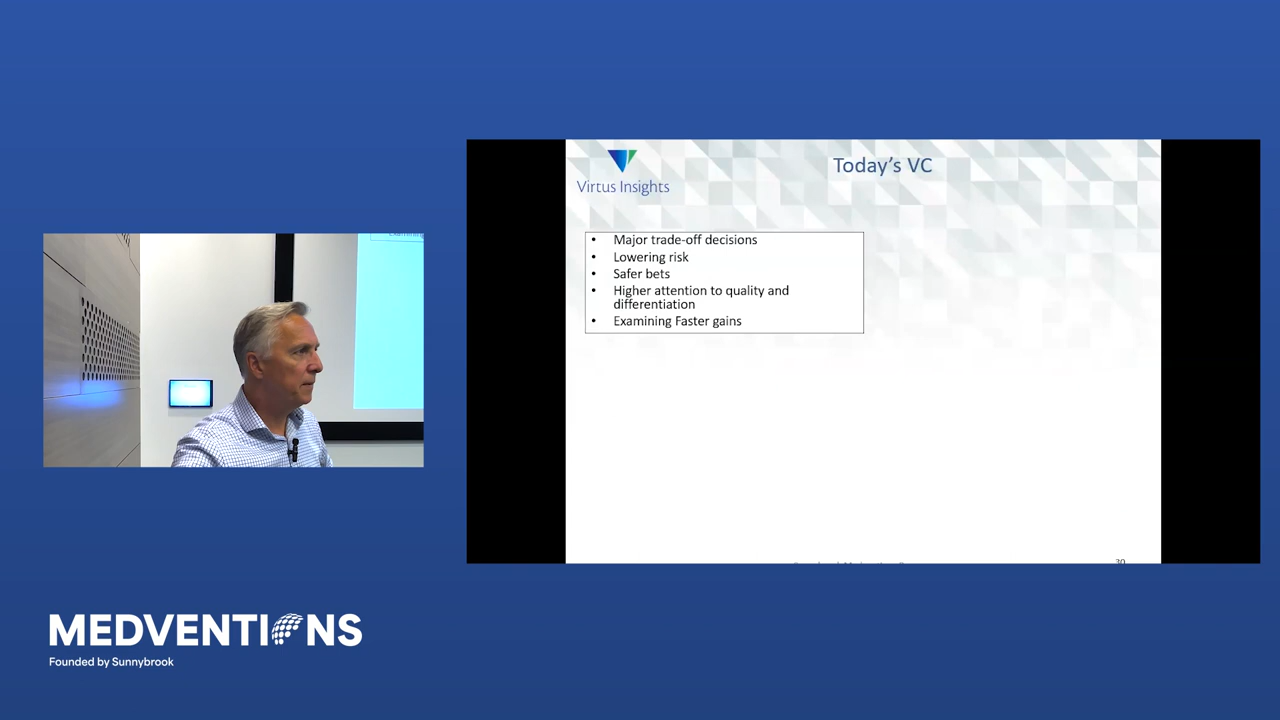 Virtus Insights
Today's VC
• Major trade-off decisions
• Lowering risk
• Safer bets
• Higher attention to quality and
differentiation
• Examining Faster gains
30
MEDVENTIONS
Founded by Sunnybrook